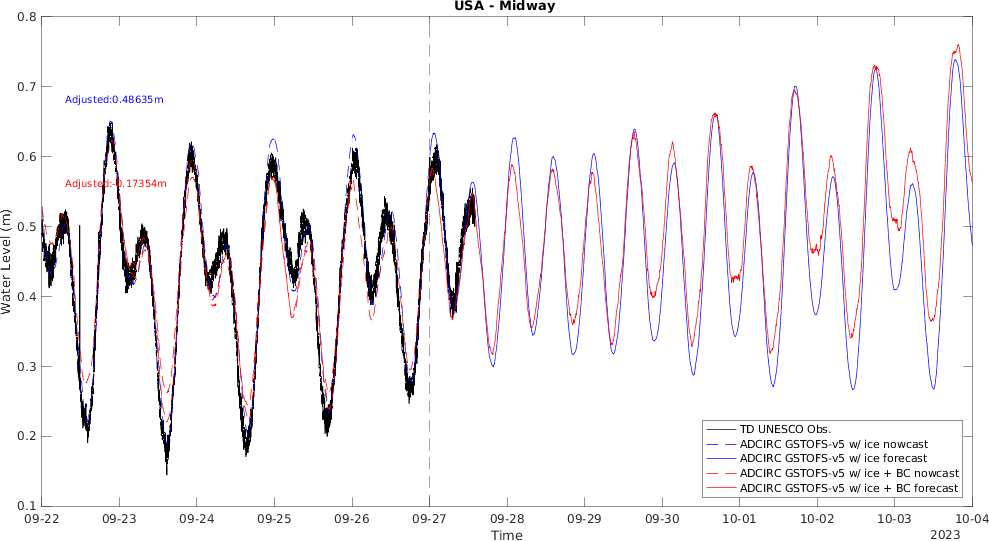 USA - Midway
0.8
0.7
0.6
0.5
0.4
0.3
0.2
0.1
Water Level (m)
Adjusted:0.48635m
Adjusted:-0.17354m
TD UNESCO Obs.
ADCIRC GSTOFS-v5 w/ ice nowcast
ADCIRC GSTOFS-v5 w/ ice forecast
ADCIRC GSTOFS-v5 w/ ice + BC nowcast
ADCIRC GSTOFS-v5 w/ ice + BC forecast
09-22 09-23 09-24 09-25 09-26 09-27 09-28 09-29 09-30 10-01 10-02 10-03 10-04
Time
2023